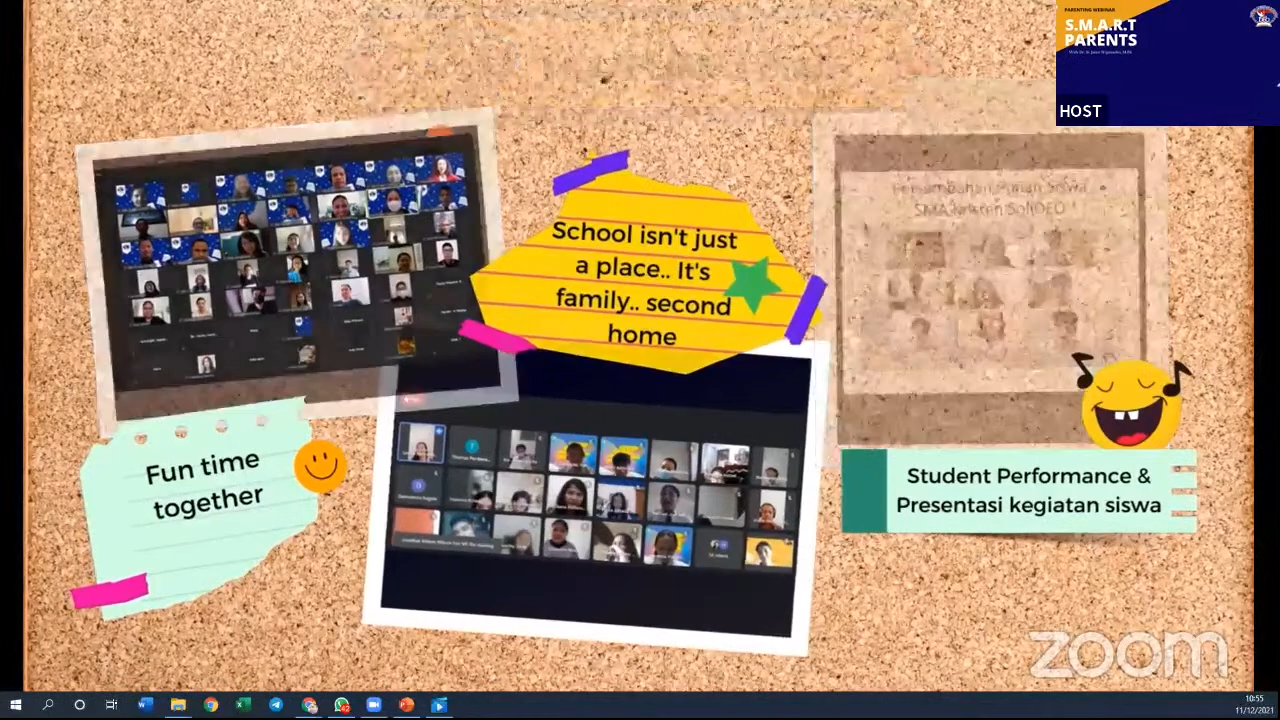 PARENTING WEBINAR
S.M.A.R.T
PARENTS
HOST
School isn't just
a place.. It's
family.. second
home
Fun time
together
Student Performance &
Presentasi kegiatan siswa
zoom
10:55
11/12/2021